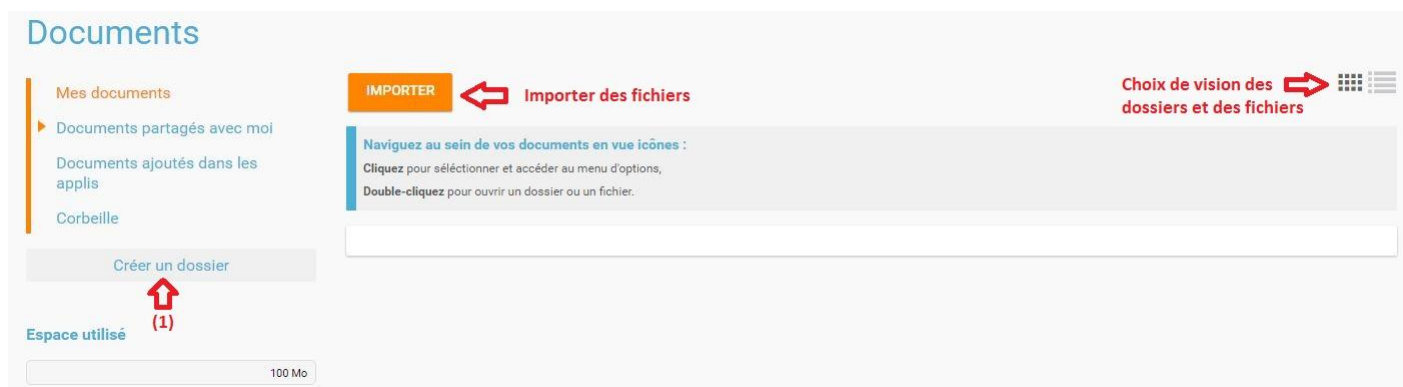 Documents
Mes documents
Documents partagés avec moi
Documents ajoutés dans les
applis
Corbeille
Créer un dossier
(1)
Espace utilisé
100 Mo
IMPORTER
Importer des fichiers
Choix de vision des
dossiers et des fichiers
Naviguez au sein de vos documents en vue icônes :
Cliquez pour séléctionner et accéder au menu d'options,
Double-cliquez pour ouvrir un dossier ou un fichier.